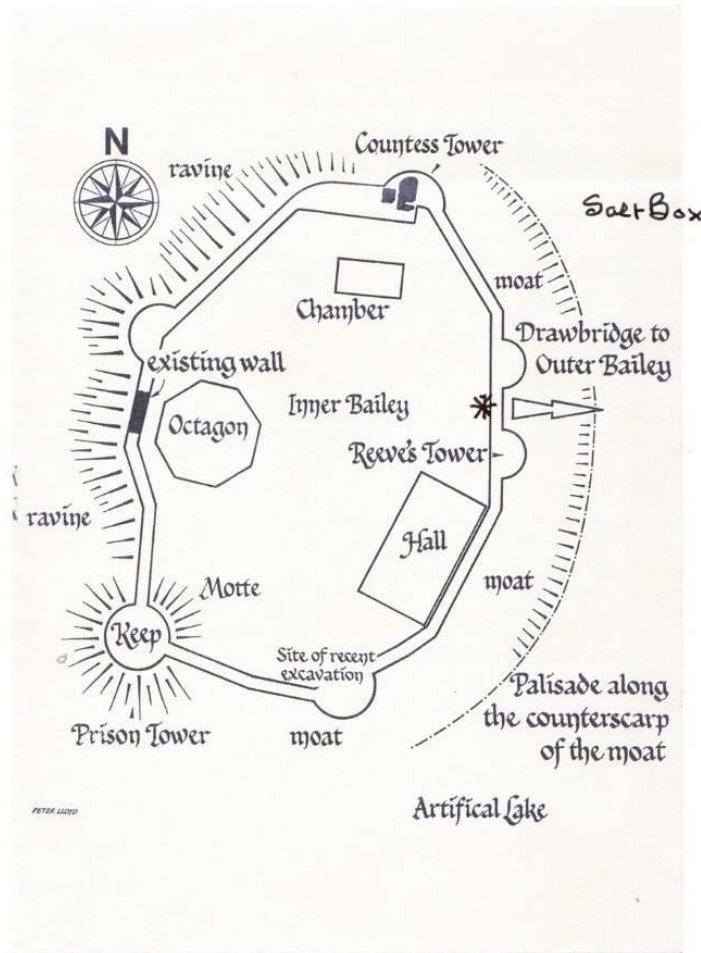 N
ravine
Countess Tower
Salt Box
moat
Chamber
Drawbridge to
Outer Bailey
existing wall
Octagon
Inner Bailey
Reeve's Tower
ravine
Hall
moat
Motte
Keep
Site of recent
excavation
Prison Tower
moat
Palisade along
the counterscarp
of the moat
PETER LLOYD
Artifical Lake